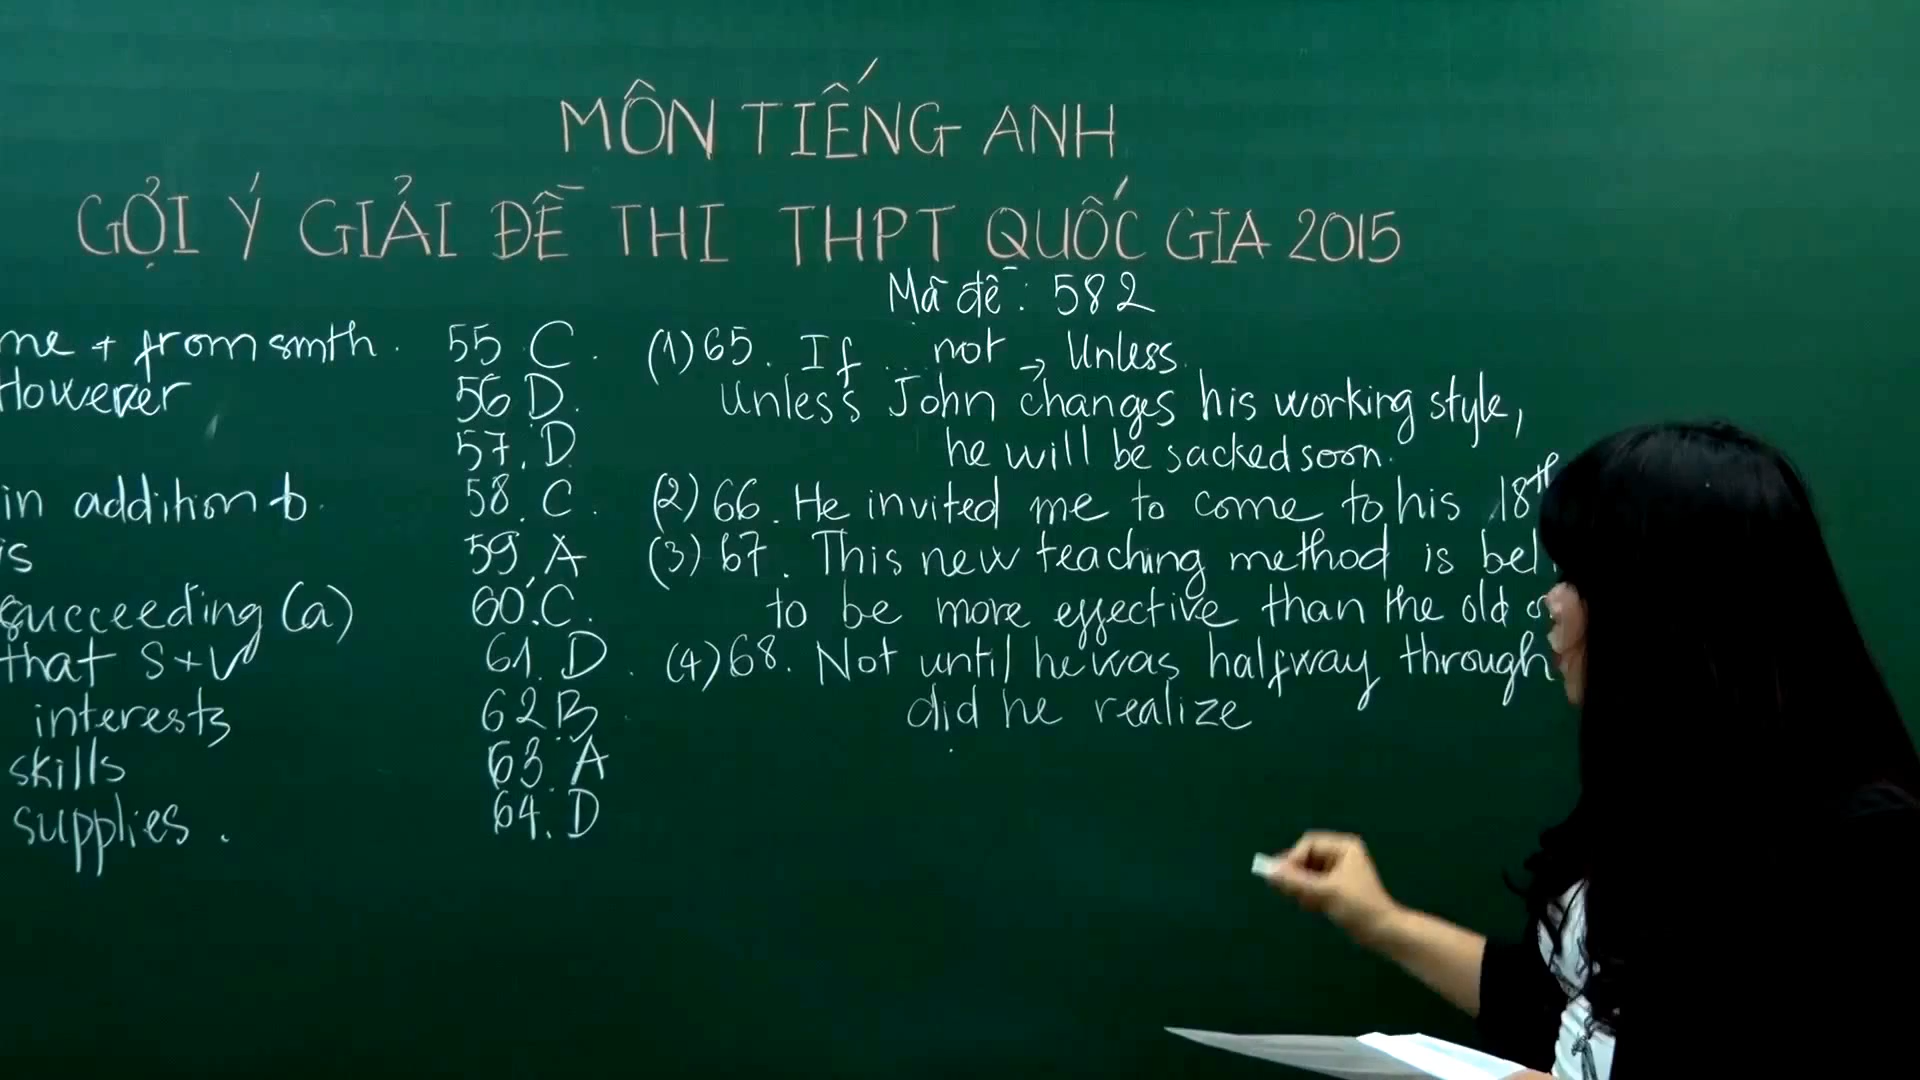 MÔN TIẾNG ANH
GỢI Ý GIẢI ĐỀ THI THPT QUỐC GIA 2015
Mã đề: 582
me + from smth.
However
in addition to.
is
succeeding (a)
that S+V
interests
skills
supplies.
55 C.
56 D.
57. D
58. C.
59. A
60. C.
61. D.
62 B.
63. A
64. D
(1) 65. If ... not → Unless.
Unless John changes his working style,
he will be sacked soon.
(2) 66. He invited me to come to his 18th
(3) 67. This new teaching method is bel
to be more effective than the old
(4) 68. Not until he was halfway through
did he realize